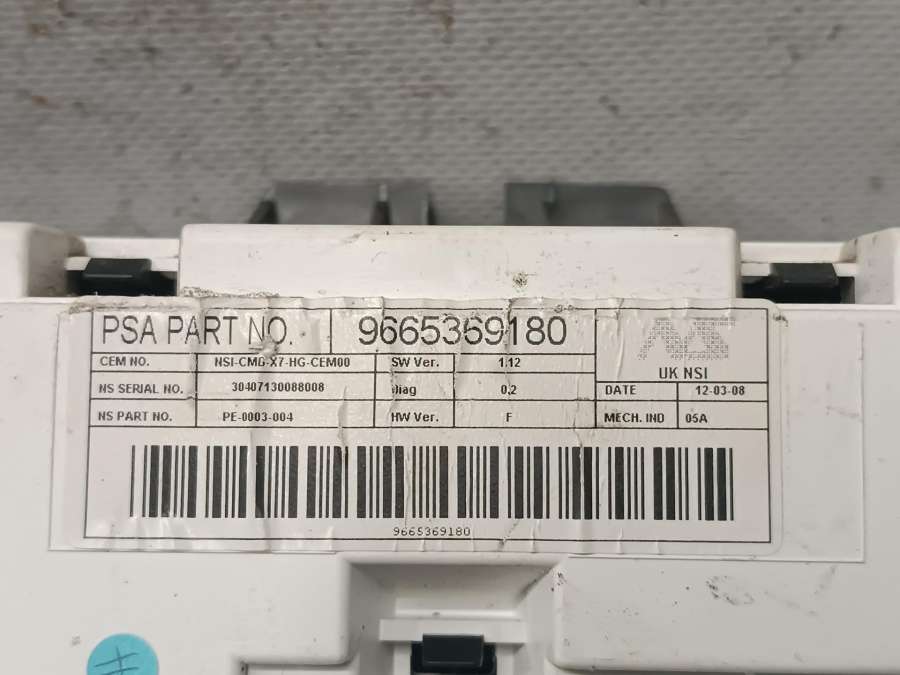 PSA PART NO. 9665369180
CEM NO. NSI-CMB-X7-HG-CEM00 SW Ver. 1.12
UK NSI
NS SERIAL NO. 30407130088008 Diag 0.2 DATE 12-03-08
NS PART NO. PE-0003-004 HW Ver. F MECH. IND 05A
9665369180
#